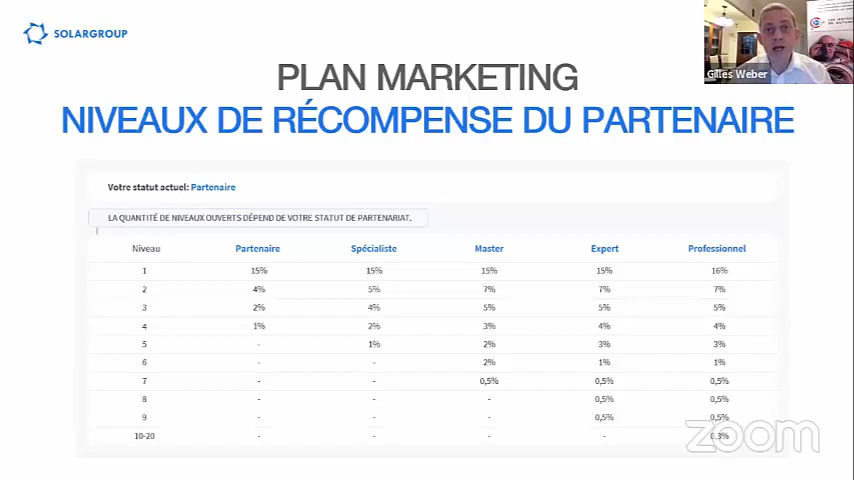 SOLARGROUP
Gilles Weber
PLAN MARKETING
NIVEAUX DE RÉCOMPENSE DU PARTENAIRE
Votre statut actuel: Partenaire
LA QUANTITÉ DE NIVEAUX OUVERTS DÉPEND DE VOTRE STATUT DE PARTENARIAT.
Niveau Partenaire Spécialiste Master Expert Professionnel
1 15% 15% 15% 15% 16%
2 4% 5% 7% 7% 7%
3 2% 4% 5% 5% 5%
4 1% 2% 3% 4% 4%
5 - 1% 2% 3% 3%
6 - - 2% 1% 1%
7 - - 0,5% 0,5% 0,5%
8 - - - 0,5% 0,5%
9 - - - 0,5% 0,5%
10-20 - - - - 0,3%
zoom